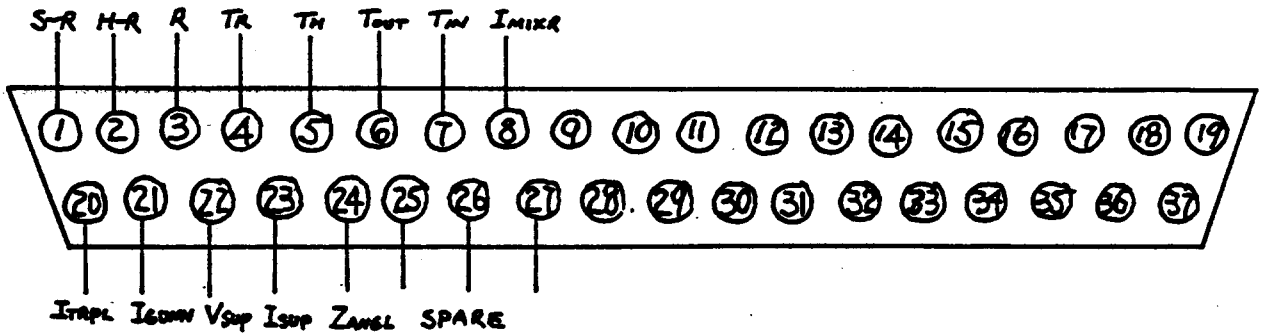 S-R H-R R TR TH TOUT TIN IMIXR
1 2 3 4 5 6 7 8 9 10 11 12 13 14 15 16 17 18 19
20 21 22 23 24 25 26 27 28 29 30 31 32 33 34 35 36 37
ITRPL IGDNN VSUP ISUP ZANGL SPARE